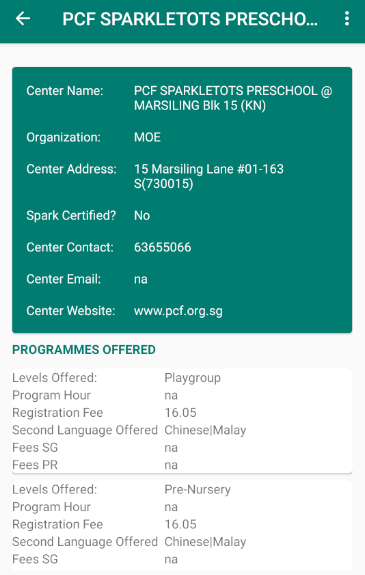 PCF SPARKLETOTS PRESCHO...
Center Name: PCF SPARKLETOTS PRESCHOOL @
MARSILING Blk 15 (KN)
Organization: MOE
Center Address: 15 Marsiling Lane #01-163
S(730015)
Spark Certified? No
Center Contact: 63655066
Center Email: na
Center Website: www.pcf.org.sg
PROGRAMMES OFFERED
Levels Offered: Playgroup
Program Hour na
Registration Fee 16.05
Second Language Offered Chinese|Malay
Fees SG na
Fees PR na
Levels Offered: Pre-Nursery
Program Hour na
Registration Fee 16.05
Second Language Offered Chinese|Malay
Fees SG na